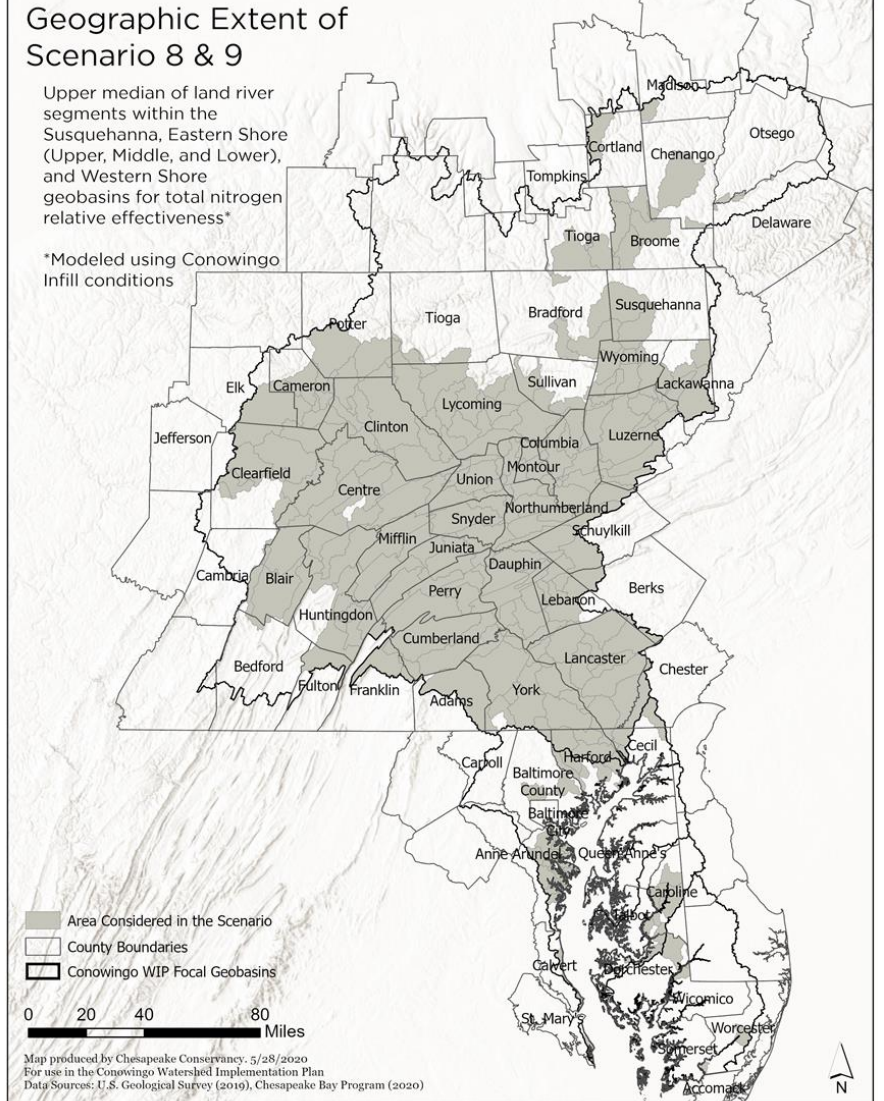 Geographic Extent of
Scenario 8 & 9
Upper median of land river
segments within the
Susquehanna, Eastern Shore
(Upper, Middle, and Lower),
and Western Shore
geobasins for total nitrogen
relative effectiveness*
*Modeled using Conowingo
Infill conditions
Madison
Cortland
Otsego
Chenango
Tompkins
Delaware
Tioga
Broome
Susquehanna
Bradford
Tioga
Potter
Wyoming
Sullivan
Lackawanna
Elk
Cameron
Lycoming
Clinton
Jefferson
Columbia
Luzerne
Montour
Clearfield
Union
Centre
Northumberland
Snyder
Schuylkill
Mifflin
Juniata
Dauphin
Cambria
Blair
Berks
Perry
Lebanon
Huntingdon
Cumberland
Lancaster
Bedford
Chester
Fulton
Franklin
York
Adams
Cecil
Harford
Carroll
Baltimore
County
Baltimore
City
Anne Arundel
Queen Anne's
Caroline
Talbot
Calvert
Dorchester
Wicomico
St. Mary's
Worcester
Somerset
Accomack
Area Considered in the Scenario
County Boundaries
Conowingo WIP Focal Geobasins
0 20 40 80
Miles
Map produced by Chesapeake Conservancy. 5/28/2020
For use in the Conowingo Watershed Implementation Plan
Data Sources: U.S. Geological Survey (2019), Chesapeake Bay Program (2020)
N